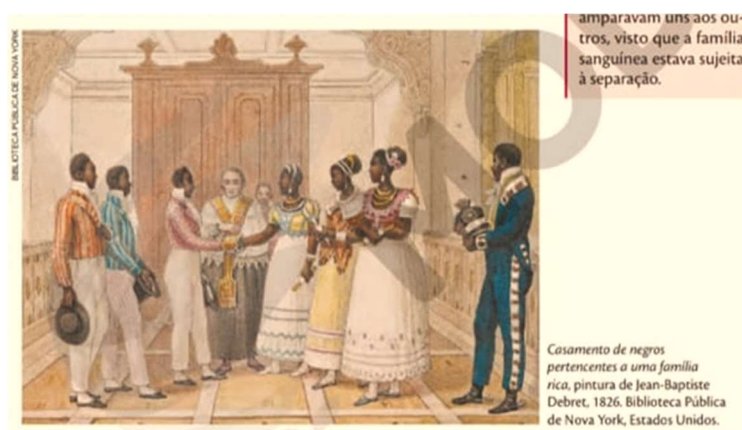 amparavam uns aos ou-
tros, visto que a família
sanguínea estava sujeita
à separação.
BIBLIOTECA PÚBLICA DE NOVA YORK
Casamento de negros
pertencentes a uma família
rica, pintura de Jean-Baptiste
Debret, 1826. Biblioteca Pública
de Nova York, Estados Unidos.